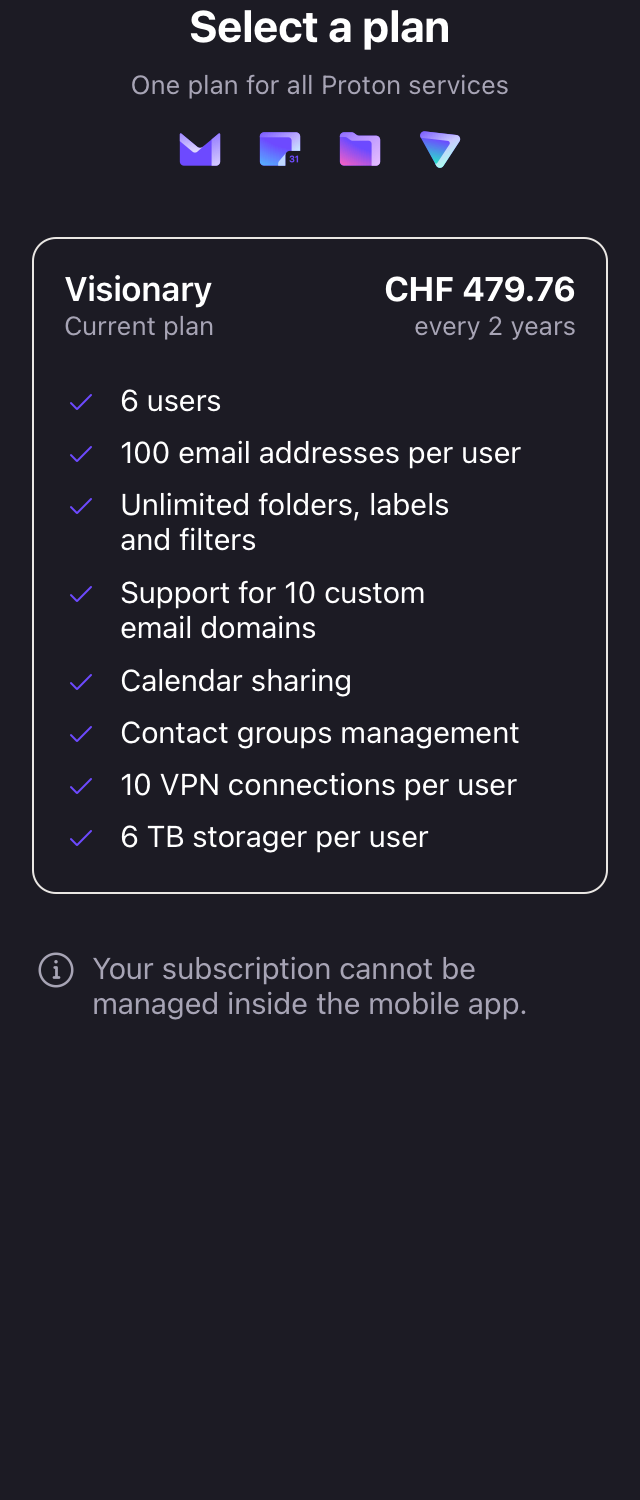 Select a plan
One plan for all Proton services
31
Visionary
CHF 479.76
Current plan
every 2 years
6 users
100 email addresses per user
Unlimited folders, labels
and filters
Support for 10 custom
email domains
Calendar sharing
Contact groups management
10 VPN connections per user
6 TB storager per user
Your subscription cannot be
managed inside the mobile app.